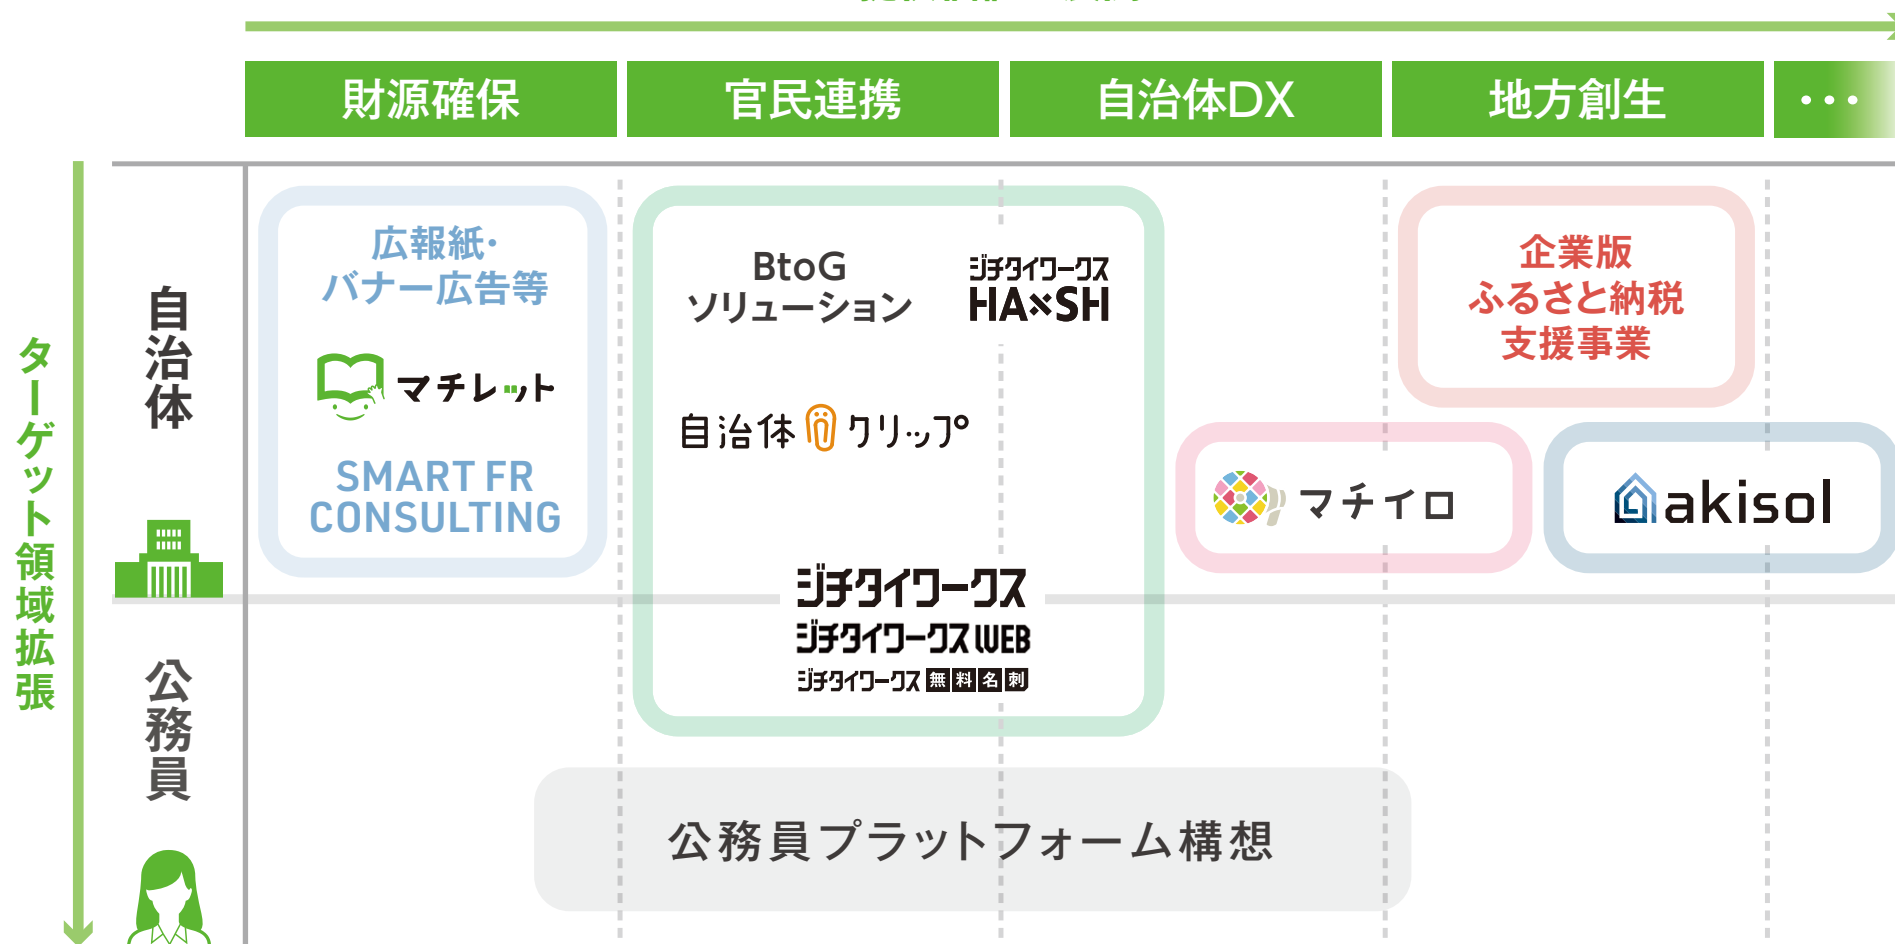 財源確保
官民連携
自治体DX
地方創生
・・・
ターゲット領域拡張
自治体
広報紙・
バナー広告等
マチレット
SMART FR
CONSULTING
BtoG
ソリューション
ジチタイワークス
HA×SH
自治体クリップ
ジチタイワークス
ジチタイワークス WEB
ジチタイワークス 無料名刺
企業版
ふるさと納税
支援事業
マチイロ
akisol
公務員
公務員プラットフォーム構想